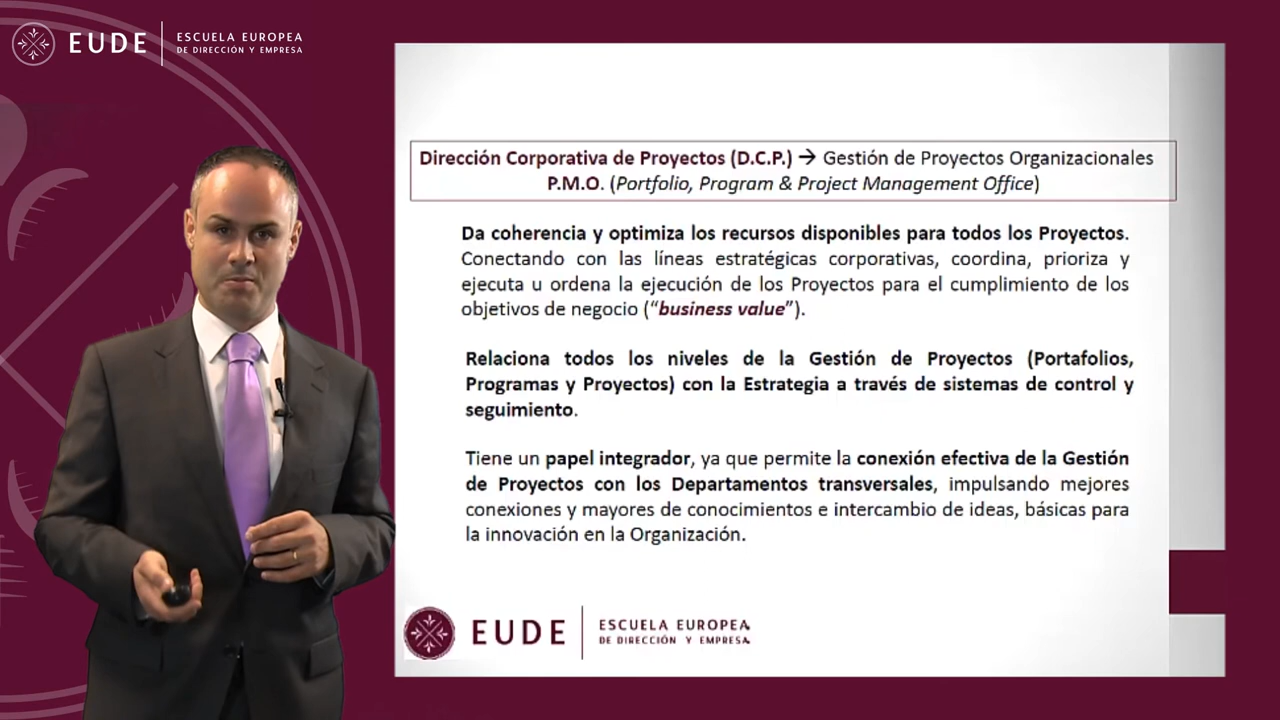 EUDE
ESCUELA EUROPEA
DE DIRECCIÓN Y EMPRESA
Dirección Corporativa de Proyectos (D.C.P.) → Gestión de Proyectos Organizacionales
P.M.O. (Portfolio, Program & Project Management Office)
Da coherencia y optimiza los recursos disponibles para todos los Proyectos.
Conectando con las líneas estratégicas corporativas, coordina, prioriza y
ejecuta u ordena la ejecución de los Proyectos para el cumplimiento de los
objetivos de negocio (“business value”).
Relaciona todos los niveles de la Gestión de Proyectos (Portafolios,
Programas y Proyectos) con la Estrategia a través de sistemas de control y
seguimiento.
Tiene un papel integrador, ya que permite la conexión efectiva de la Gestión
de Proyectos con los Departamentos transversales, impulsando mejores
conexiones y mayores de conocimientos e intercambio de ideas, básicas para
la innovación en la Organización.
EUDE
ESCUELA EUROPEA
DE DIRECCIÓN Y EMPRESA